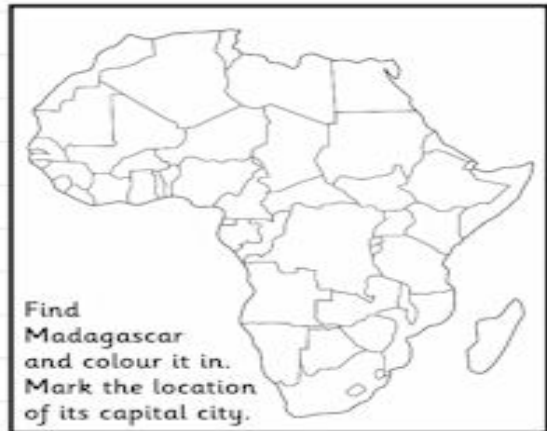 Find
Madagascar
and colour it in.
Mark the location
of its capital city.